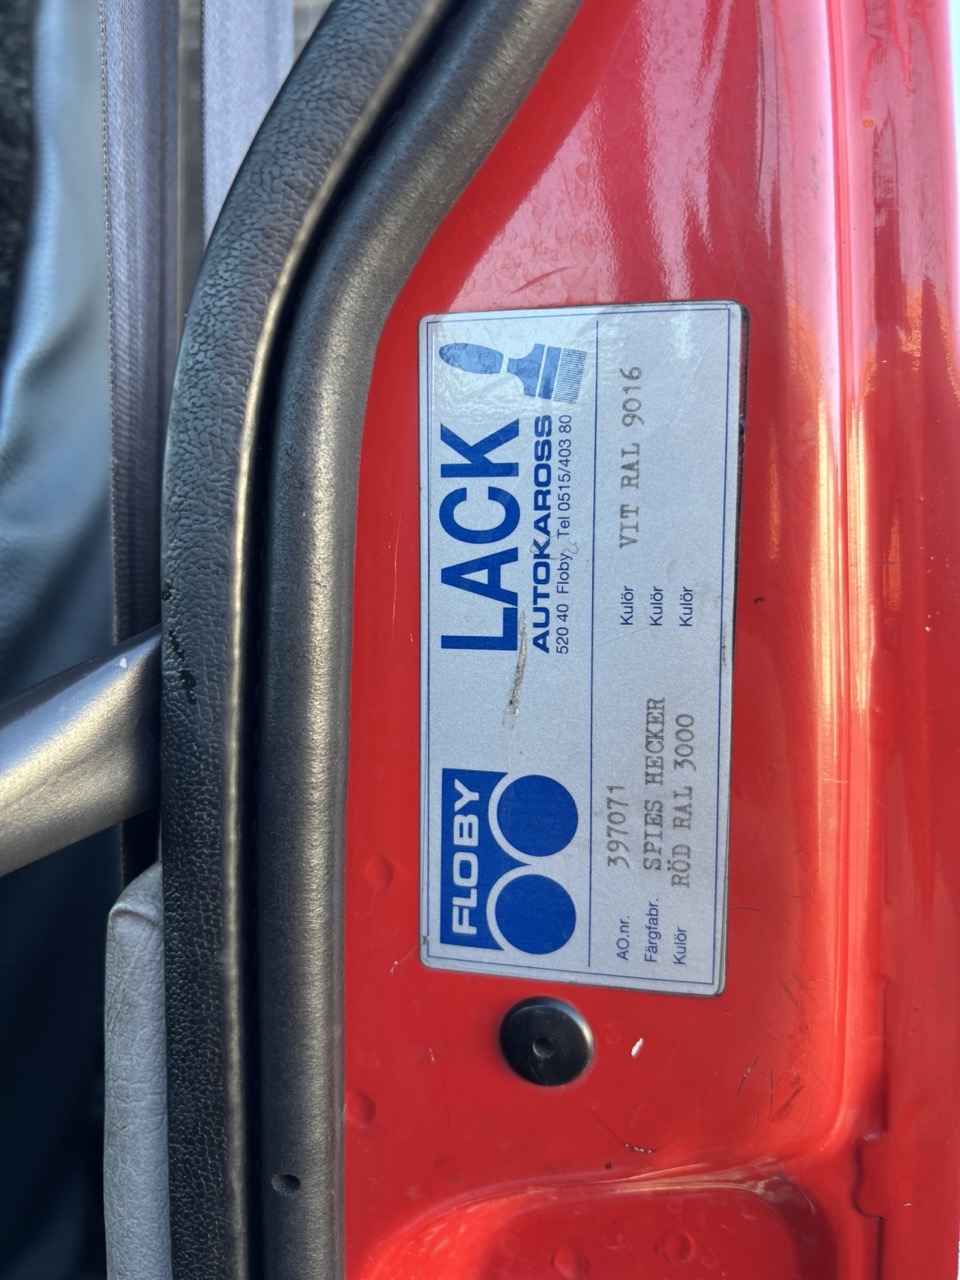 FLOBY
LACK
AUTOKAROSS
520 40 Floby Tel 0515/403 80
AO.nr. 397071 Kulör VIT RAL 9016
Färgfabr. SPIES HECKER Kulör
Kulör RÖD RAL 3000 Kulör